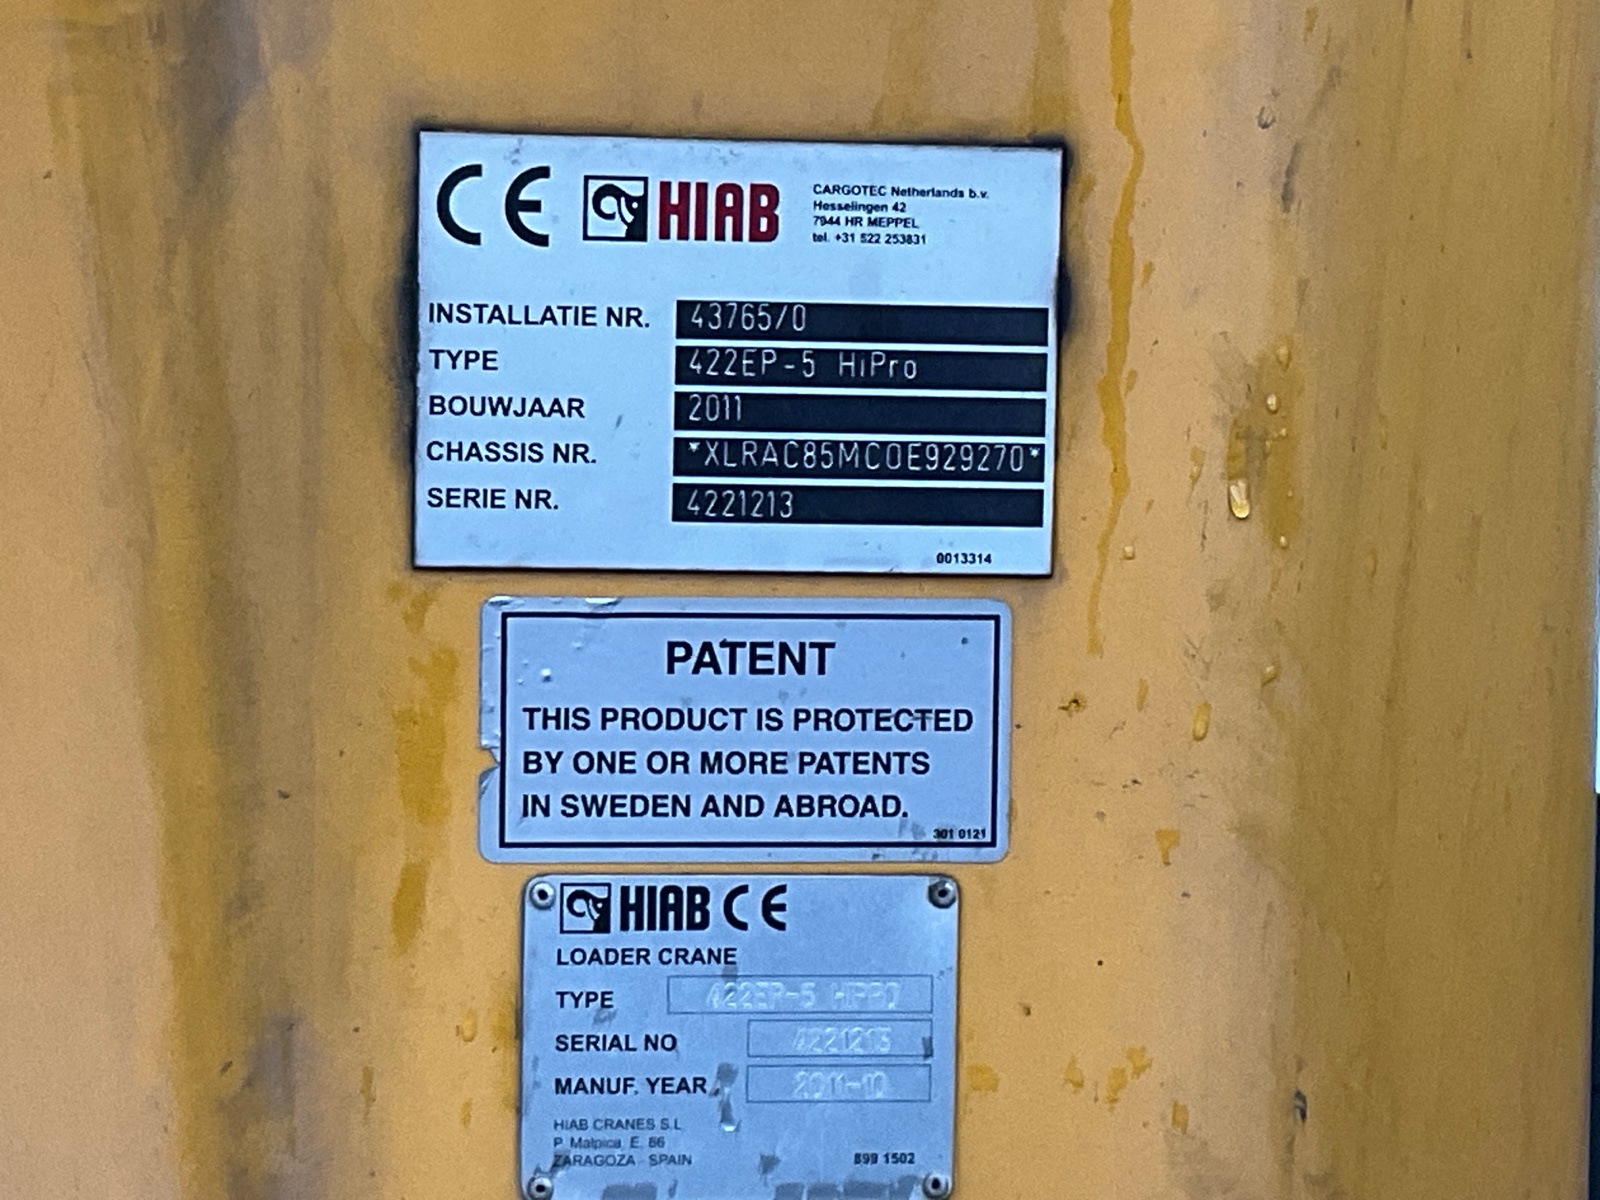 CE HIAB
CARGOTEC Netherlands b.v.
Hesselingen 42
7944 HR MEPPEL
tel. +31 522 253831
INSTALLATIE NR. 43765/0
TYPE 422EP-5 HiPro
BOUWJAAR 2011
CHASSIS NR. *XLRAC85MC0E929270*
SERIE NR. 4221213
0013314
PATENT
THIS PRODUCT IS PROTECTED
BY ONE OR MORE PATENTS
IN SWEDEN AND ABROAD.
301 0121
HIAB CE
LOADER CRANE
TYPE 422EP-5 HIPRO
SERIAL NO 4221213
MANUF. YEAR 2011-10
HIAB CRANES S.L
P. Malpica, E, 86
ZARAGOZA - SPAIN
899 1502